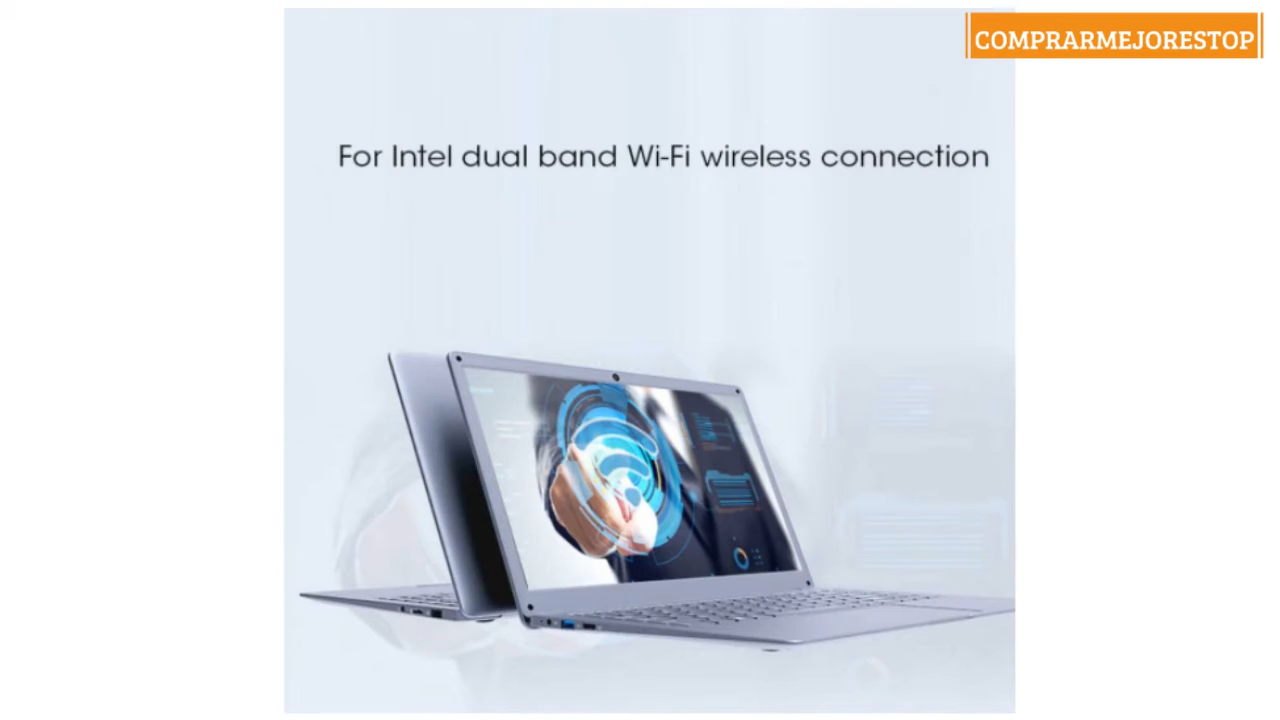 COMPRARMEJORESTOP
For Intel dual band Wi-Fi wireless connection